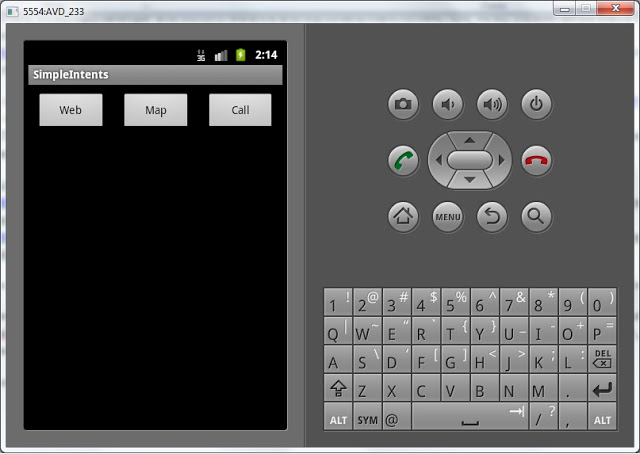 5554:AVD_233
3G 2:14
SimpleIntents
Web Map Call
MENU
1 ! 2 @ 3 # 4 $ 5 % 6 ^ 7 & 8 * 9 ( 0 )
Q | W ~ E " R ` T { Y } U _ I - O + P =
A S \ D ' F [ G ] H < J > K ; L : DEL
Z X C V B N M .
ALT SYM @ / ? , ALT